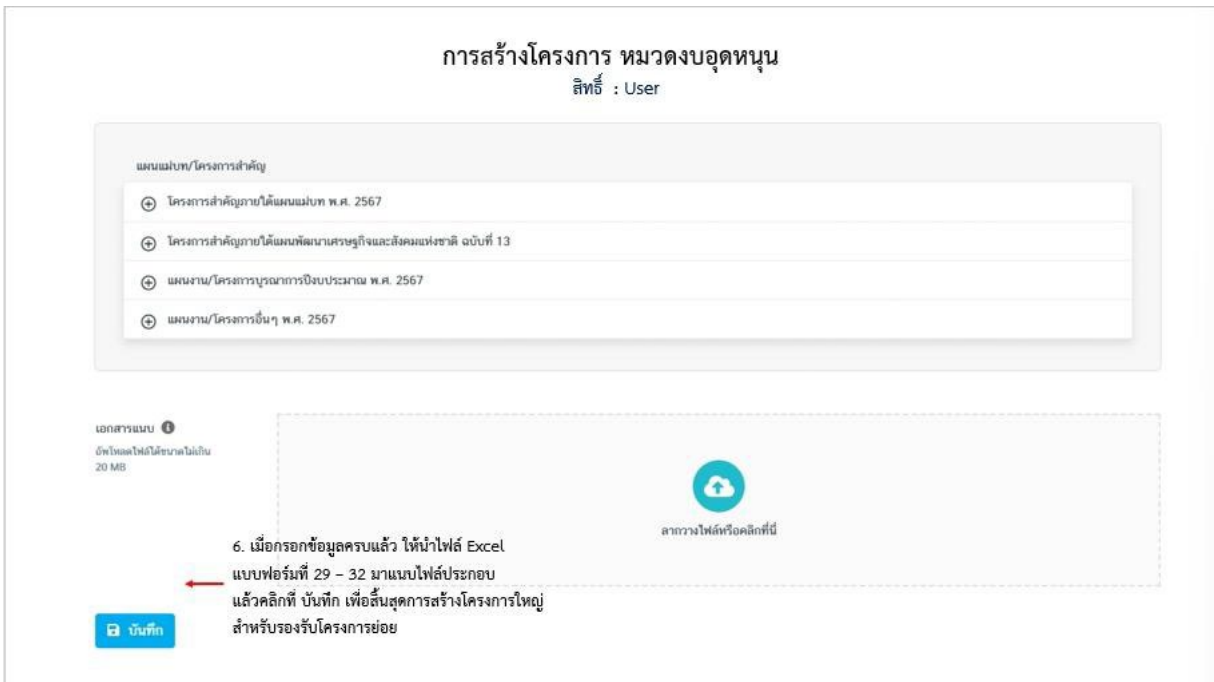 การสร้างโครงการ หมวดงบอุดหนุน
สิทธิ์ : User
แผนแม่บท/โครงการสำคัญ
โครงการสำคัญภายใต้แผนแม่บท พ.ศ. 2567
โครงการสำคัญภายใต้แผนพัฒนาเศรษฐกิจและสังคมแห่งชาติ ฉบับที่ 13
แผนงาน/โครงการบูรณาการปีงบประมาณ พ.ศ. 2567
แผนงาน/โครงการอื่นๆ พ.ศ. 2567
เอกสารแนบ
อัพโหลดไฟล์ได้ขนาดไม่เกิน
20 MB
ลากวางไฟล์หรือคลิกที่นี่
6. เมื่อกรอกข้อมูลครบแล้ว ให้นำไฟล์ Excel
แบบฟอร์มที่ 29 – 32 มาแนบไฟล์ประกอบ
แล้วคลิกที่ บันทึก เพื่อสิ้นสุดการสร้างโครงการใหญ่
สำหรับรองรับโครงการย่อย
บันทึก